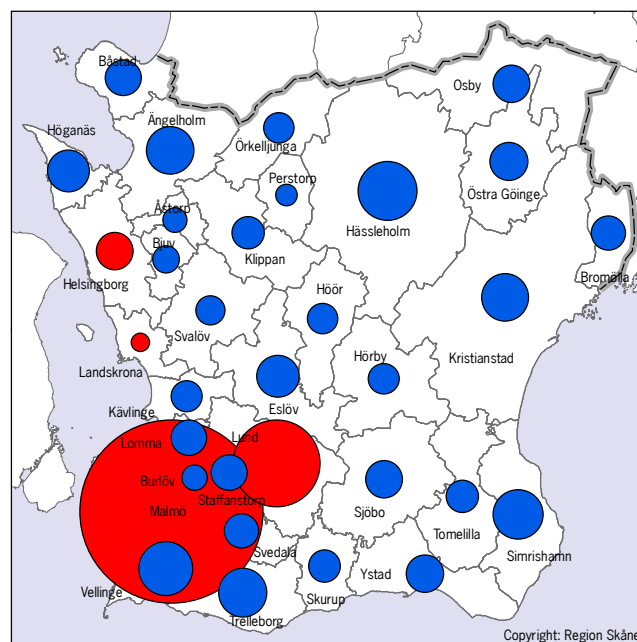 Båstad
Osby
Ängelholm
Höganäs
Örkelljunga
Perstorp
Östra Göinge
Åstorp
Hässleholm
Bjuv
Klippan
Bromölla
Helsingborg
Höör
Svalöv
Hörby
Kristianstad
Landskrona
Eslöv
Kävlinge
Lomma
Lund
Burlöv
Staffanstorp
Malmö
Sjöbo
Tomelilla
Svedala
Simrishamn
Vellinge
Skurup
Ystad
Trelleborg
Copyright: Region Skåne